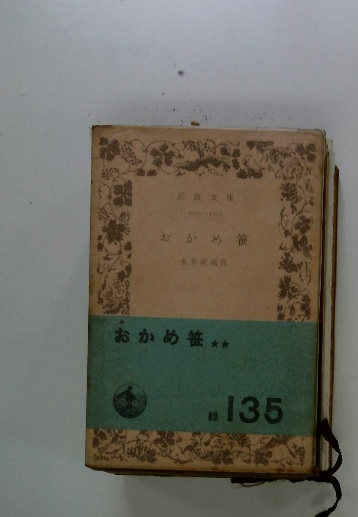 岩波文庫
おかめ笹
永井荷風作
おかめ笹 ★★
緑 135